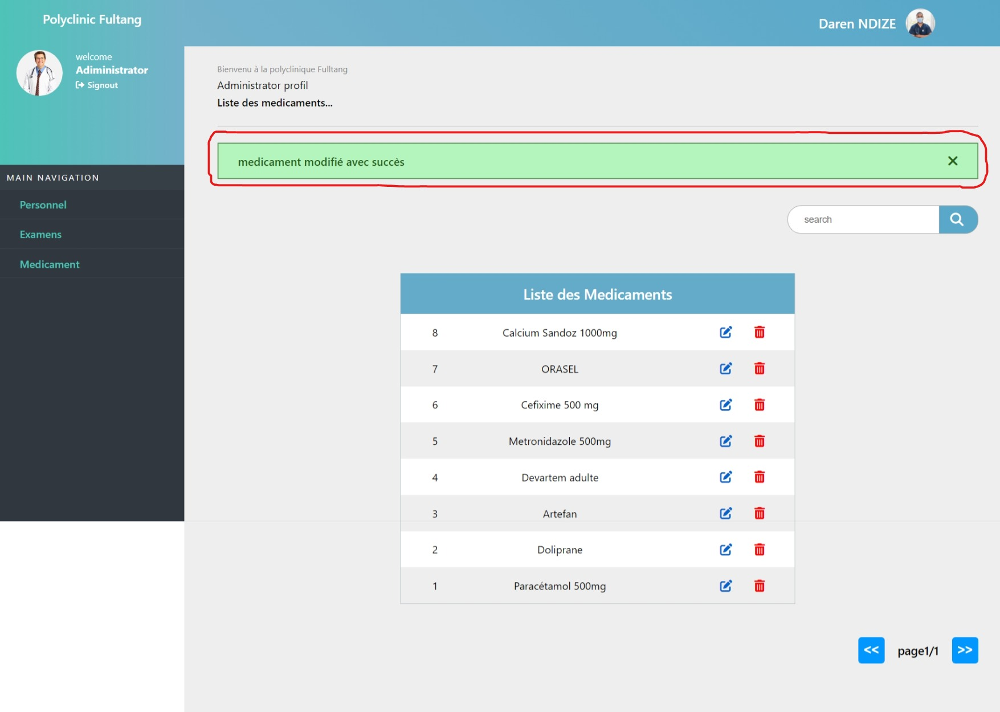 Polyclinic Fultang
Daren NDIZE
welcome
Adiministrator
Signout
MAIN NAVIGATION
Personnel
Examens
Medicament
Bienvenu à la polyclinique Fulltang
Administrator profil
Liste des medicaments...
medicament modifié avec succès
search
Liste des Medicaments
8 Calcium Sandoz 1000mg
7 ORASEL
6 Cefixime 500 mg
5 Metronidazole 500mg
4 Devartem adulte
3 Artefan
2 Doliprane
1 Paracétamol 500mg
<< page1/1 >>